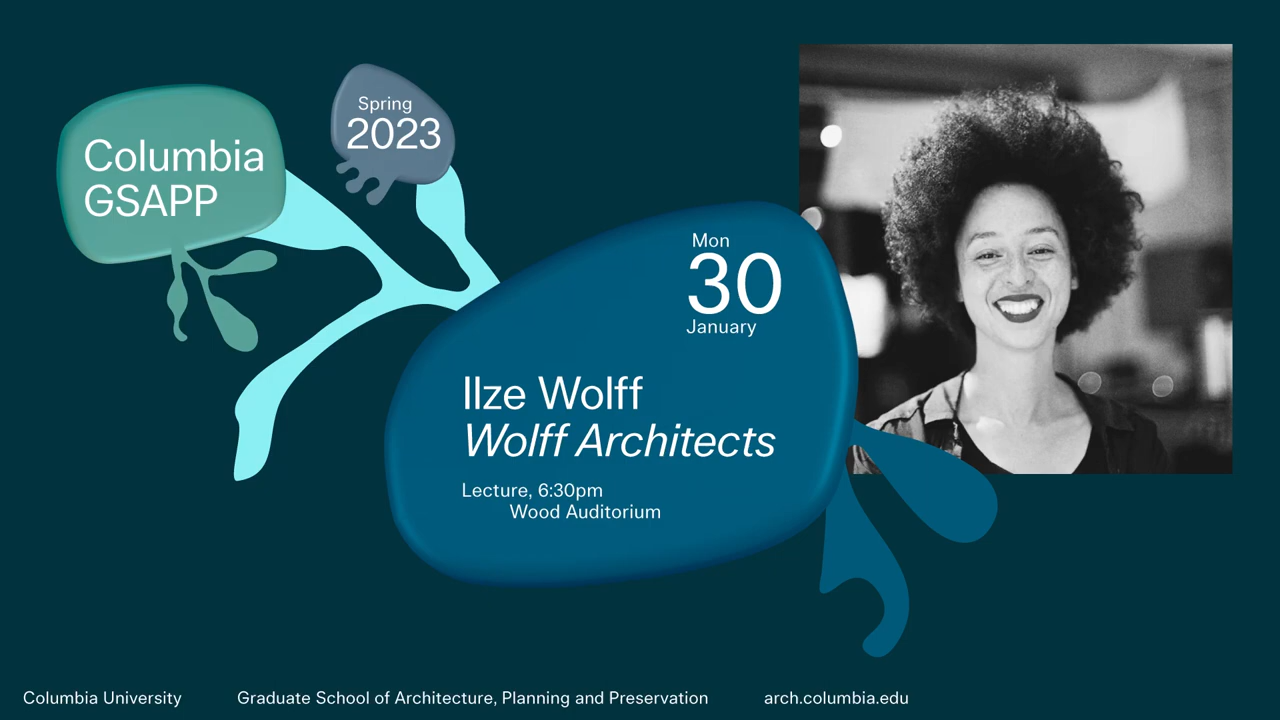 Columbia
GSAPP
Spring
2023
Mon
30
January
Ilze Wolff
Wolff Architects
Lecture, 6:30pm
Wood Auditorium
Columbia University
Graduate School of Architecture, Planning and Preservation
arch.columbia.edu